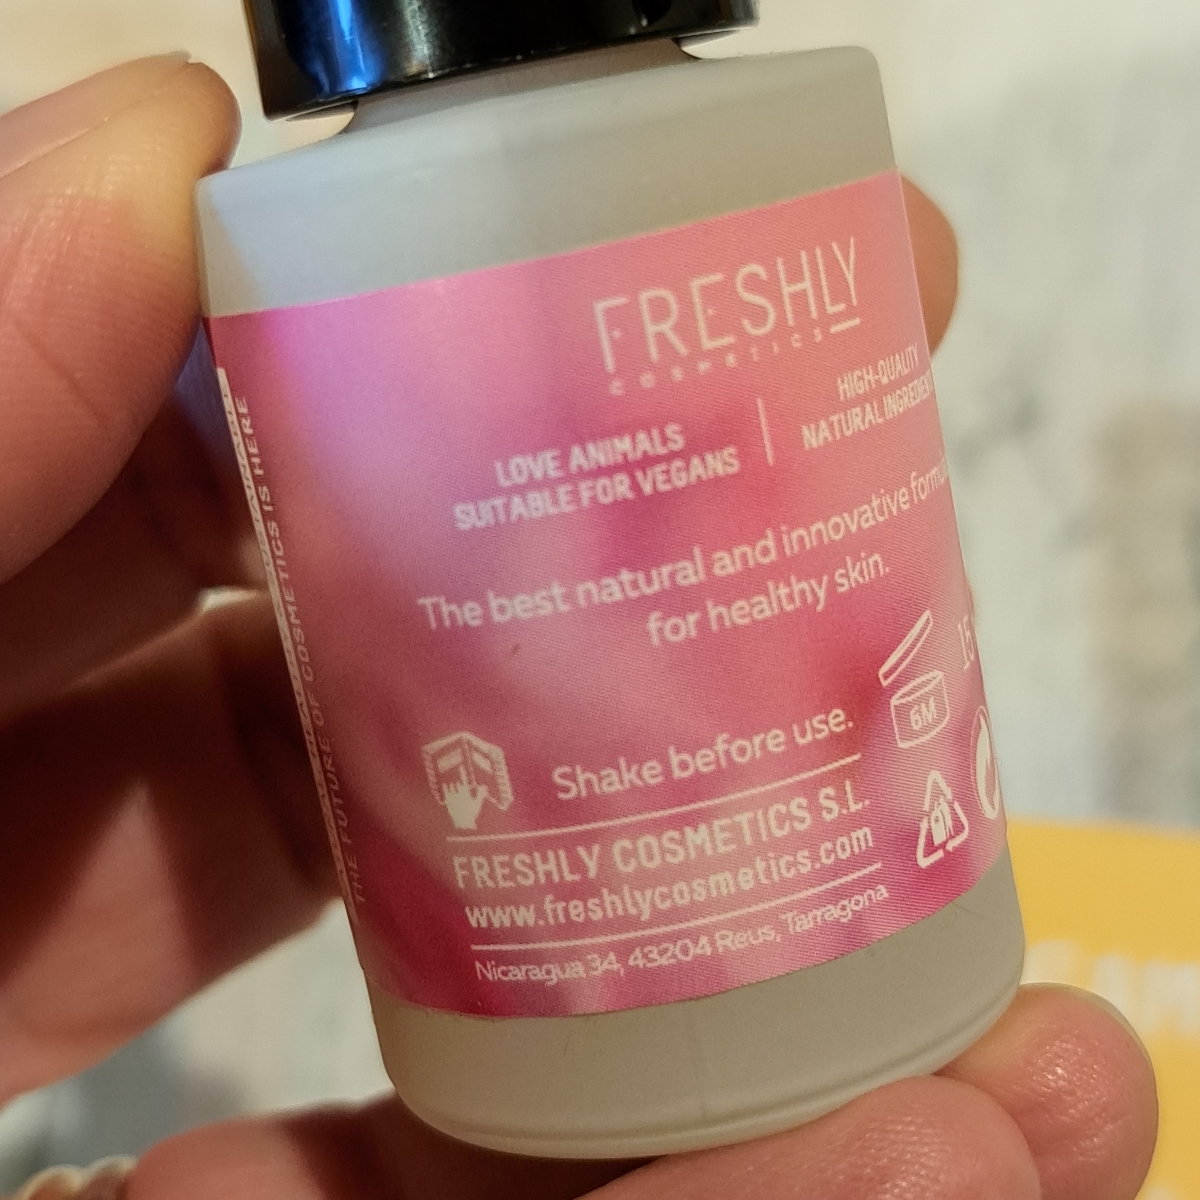 FRESHLY
cosmetics
LOVE ANIMALS
SUITABLE FOR VEGANS
HIGH-QUALITY
NATURAL
The best natural and innovative
for healthy skin.
15
6M
Shake before use.
FRESHLY COSMETICS S.L.
www.freshlycosmetics.com
Nicaragua 34, 43204 Reus, Tarragona
THE FUTURE OF COSMETICS IS HERE